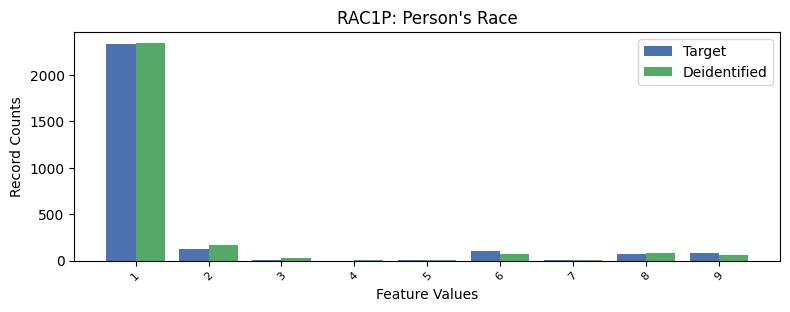 RAC1P: Person's Race
Target
Deidentified
Record Counts
2000
1500
1000
500
0
1 2 3 4 5 6 7 8 9
Feature Values